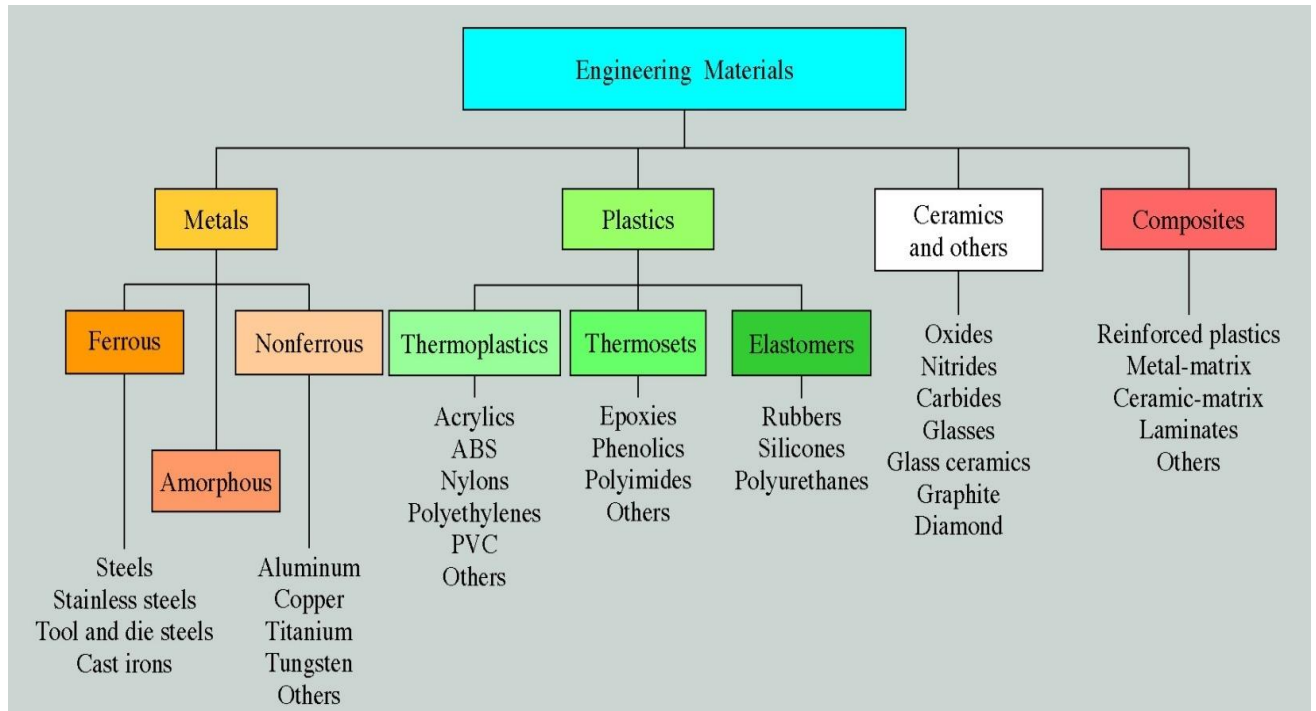 Engineering Materials
Metals
Plastics
Ceramics
and others
Composites
Ferrous
Nonferrous
Amorphous
Thermoplastics
Thermosets
Elastomers
Steels
Stainless steels
Tool and die steels
Cast irons
Aluminum
Copper
Titanium
Tungsten
Others
Acrylics
ABS
Nylons
Polyethylenes
PVC
Others
Epoxies
Phenolics
Polyimides
Others
Rubbers
Silicones
Polyurethanes
Oxides
Nitrides
Carbides
Glasses
Glass ceramics
Graphite
Diamond
Reinforced plastics
Metal-matrix
Ceramic-matrix
Laminates
Others